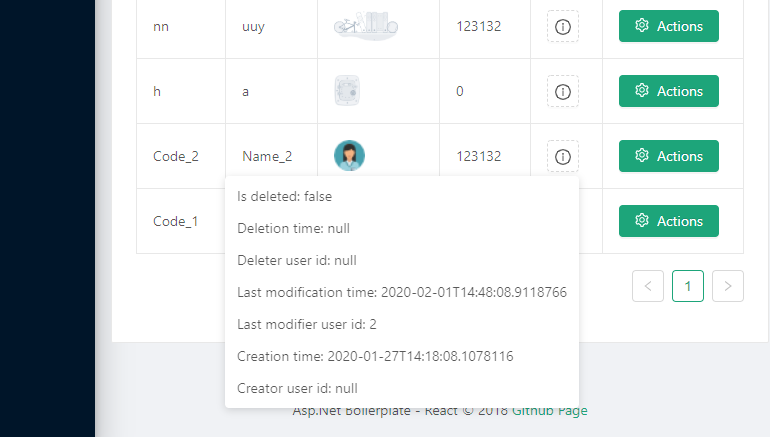 nn uuy 123132 Actions
h a 0 Actions
Code_2 Name_2 123132 Actions
Code_1 Actions
Is deleted: false
Deletion time: null
Deleter user id: null
Last modification time: 2020-02-01T14:48:08.9118766
Last modifier user id: 2
Creation time: 2020-01-27T14:18:08.1078116
Creator user id: null
< 1 >
Asp.Net Boilerplate - React © 2018 Github Page